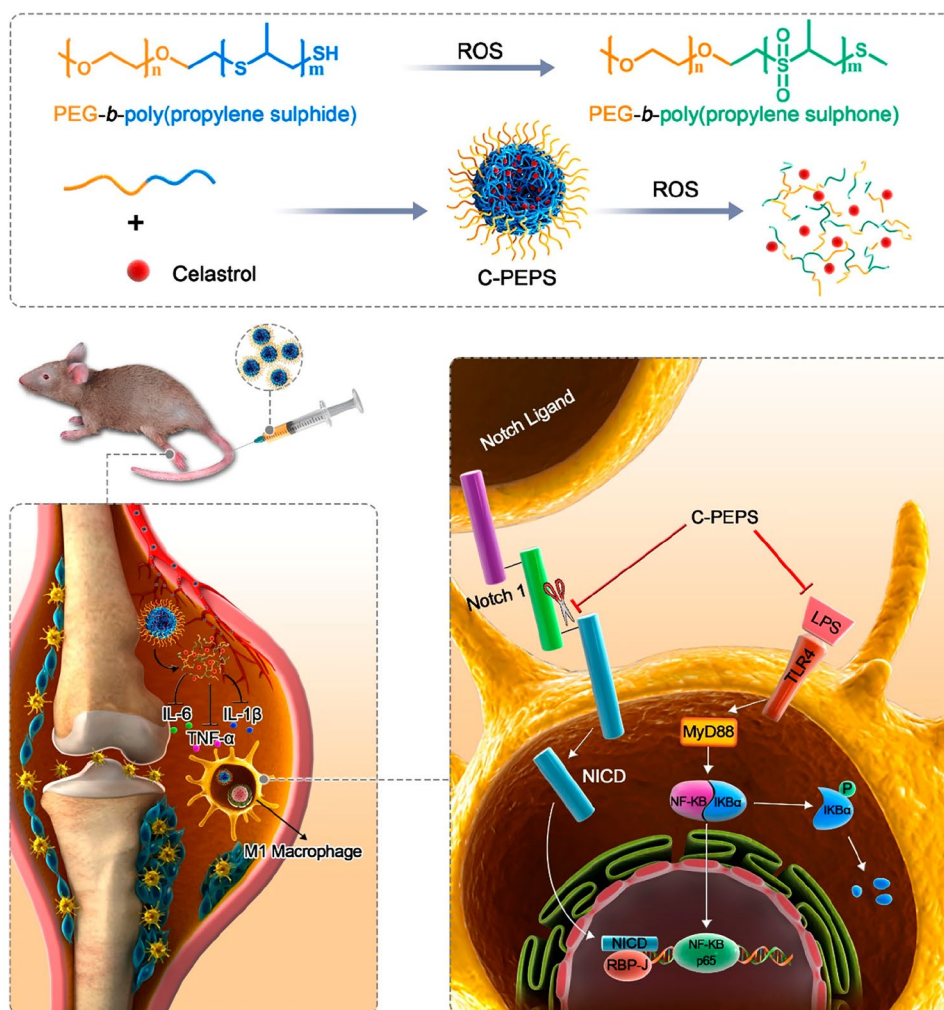 O
n
O
S
m
SH
ROS
O
n
O
O
S
O
m
S
PEG-b-poly(propylene sulphide)
PEG-b-poly(propylene sulphone)
+
Celastrol
C-PEPS
ROS
Notch Ligand
C-PEPS
Notch 1
LPS
TLR4
MyD88
NICD
NF-KB
IKBα
P
IKBα
NICD
RBP-J
NF-KB
p65
IL-6
IL-1β
TNF-α
M1 Macrophage